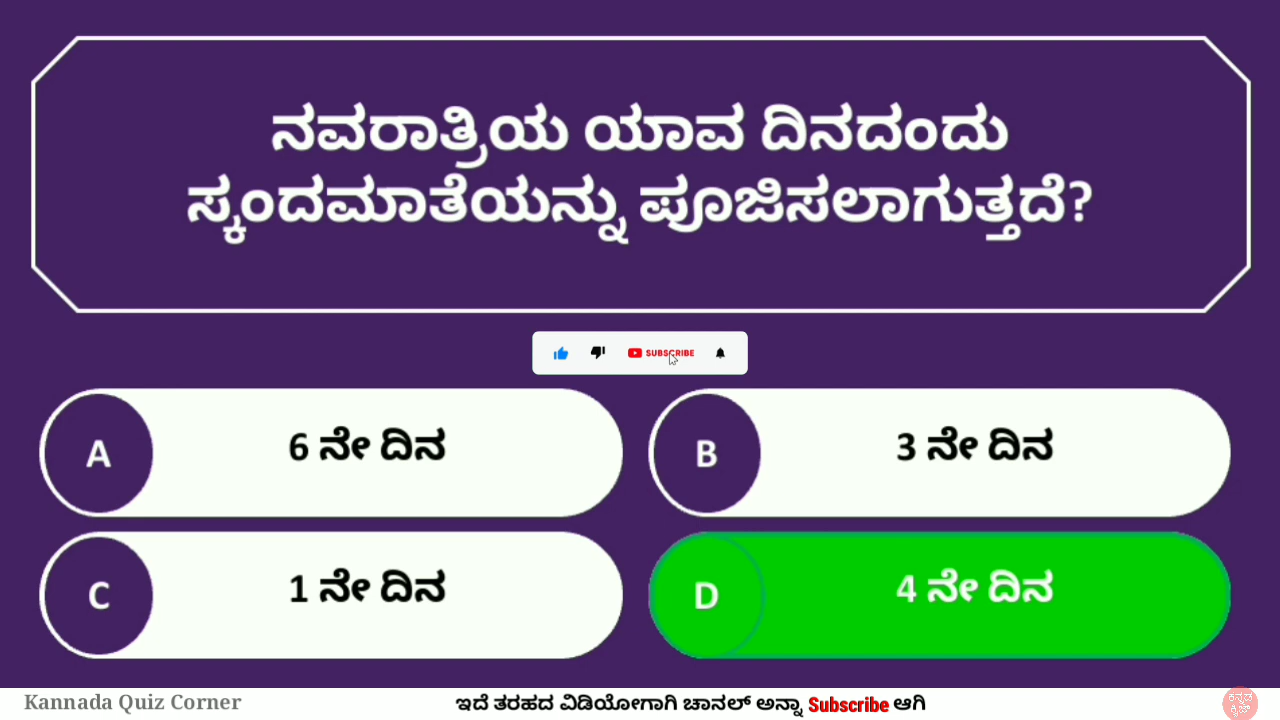 ನವರಾತ್ರಿಯ ಯಾವ ದಿನದಂದು
ಸ್ಕಂದಮಾತೆಯನ್ನು ಪೂಜಿಸಲಾಗುತ್ತದೆ?
SUBSCRIBE
A 6 ನೇ ದಿನ
B 3 ನೇ ದಿನ
C 1 ನೇ ದಿನ
D 4 ನೇ ದಿನ
Kannada Quiz Corner
ಇದೆ ತರಹದ ವಿಡಿಯೋಗಾಗಿ ಚಾನಲ್ ಅನ್ನಾ Subscribe ಆಗಿ